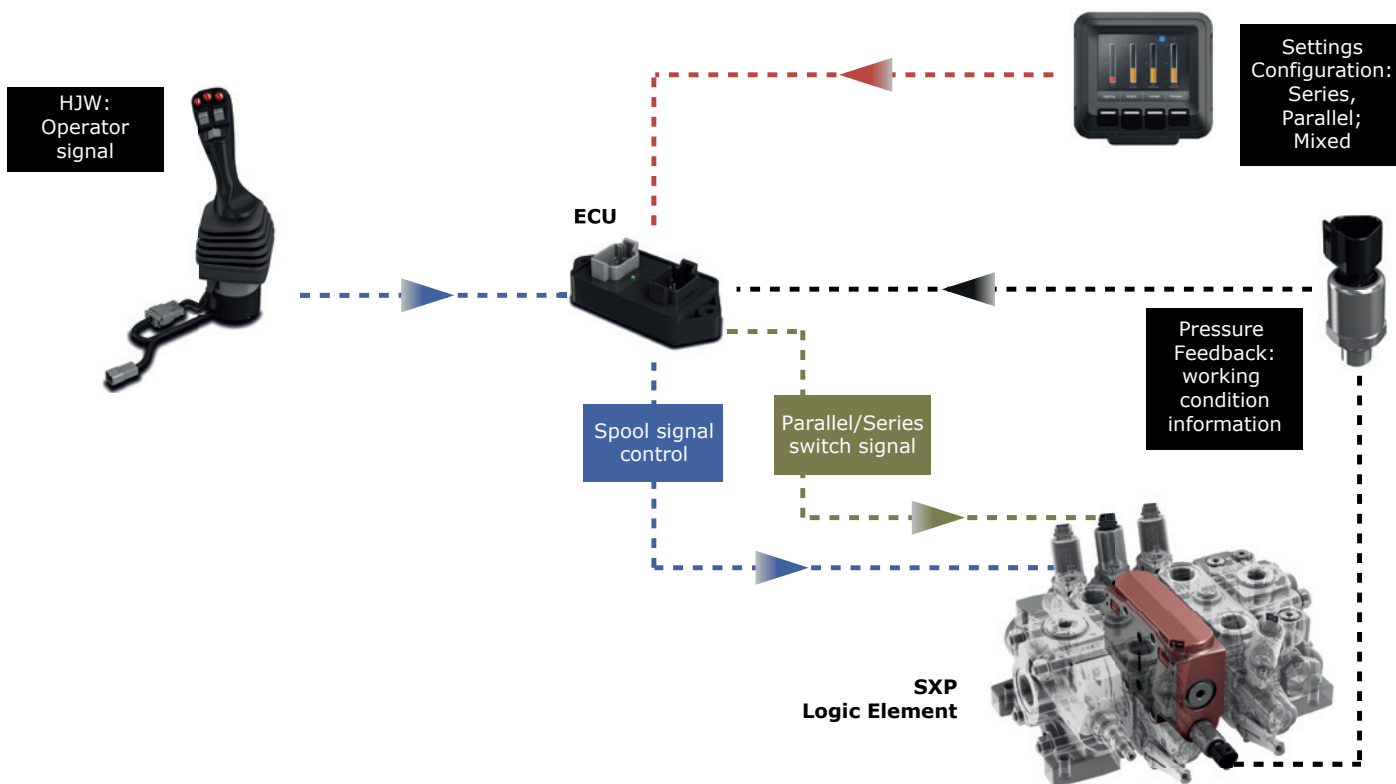 HJW:
Operator
signal
Settings
Configuration:
Series,
Parallel;
Mixed
ECU
Pressure
Feedback:
working
condition
information
Spool signal
control
Parallel/Series
switch signal
SXP
Logic Element